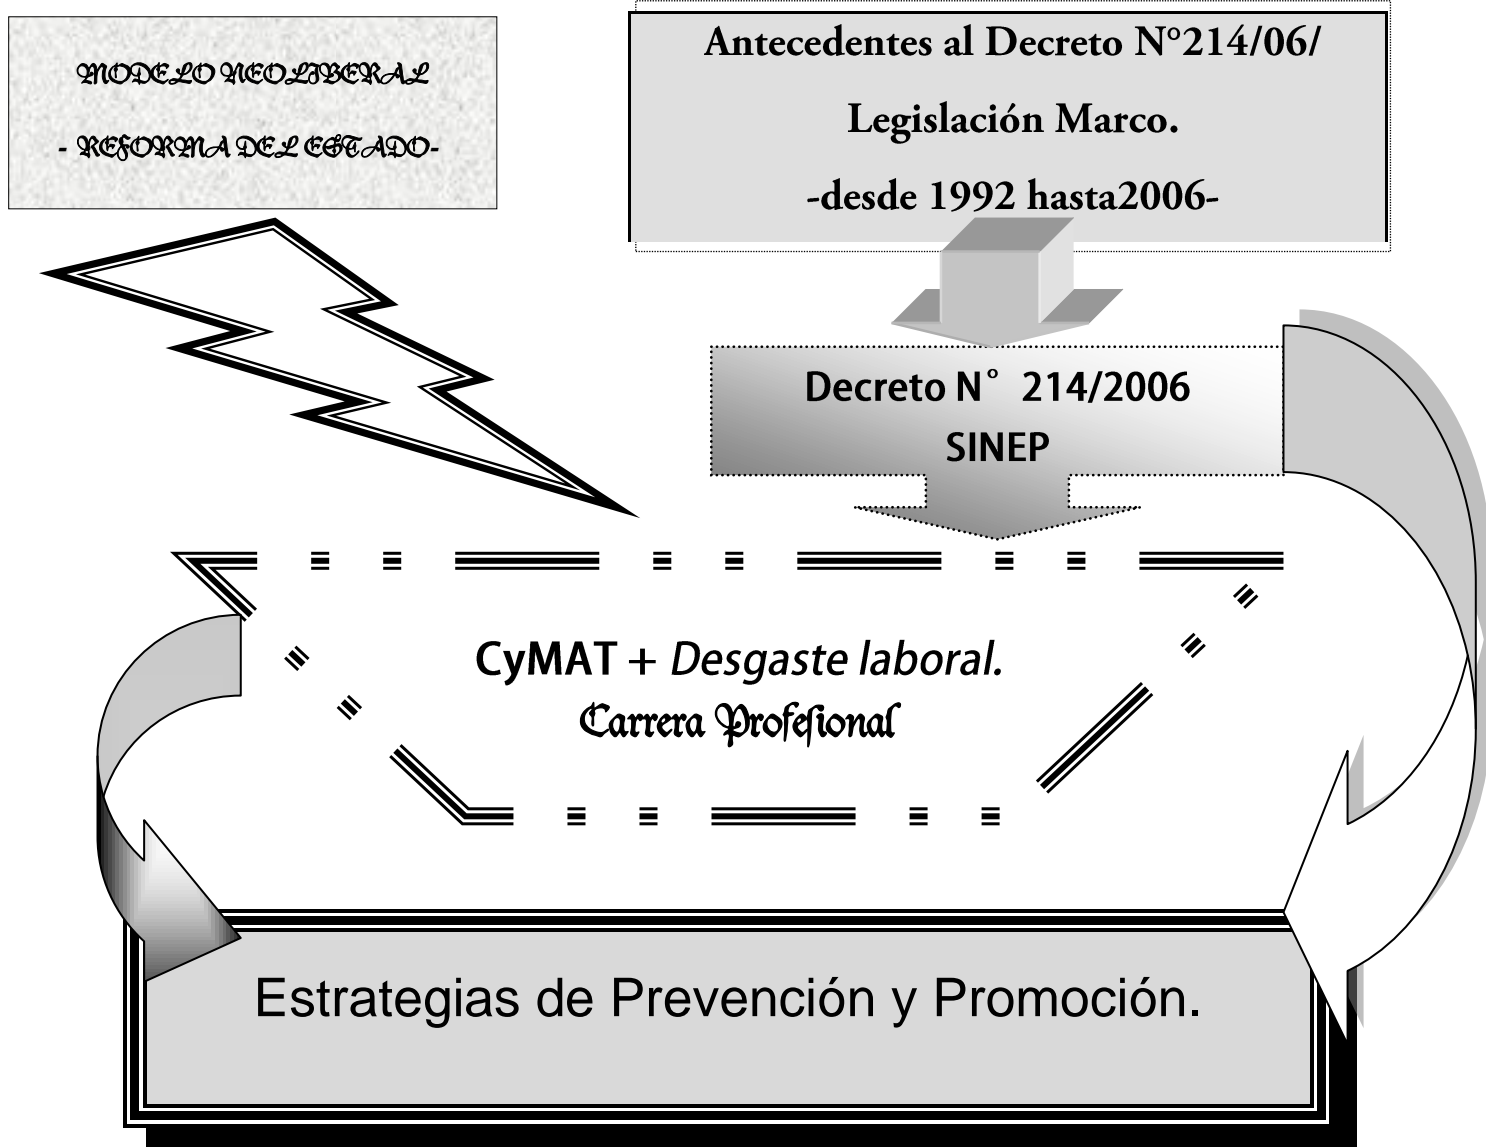 MODELO NEOLIBERAL
- REFORMA DEL ESTADO-
Antecedentes al Decreto N°214/06/
Legislación Marco.
-desde 1992 hasta2006-
Decreto N° 214/2006
SINEP
CyMAT + Desgaste laboral.
Carrera Profesional
Estrategias de Prevención y Promoción.